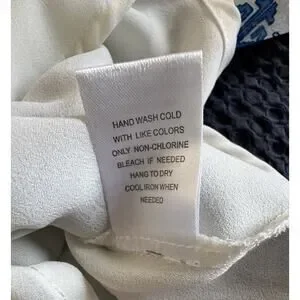 HAND WASH COLD
WITH LIKE COLORS
ONLY NON-CHLORINE
BLEACH IF NEEDED
HANG TO DRY
COOL IRON WHEN
NEEDED